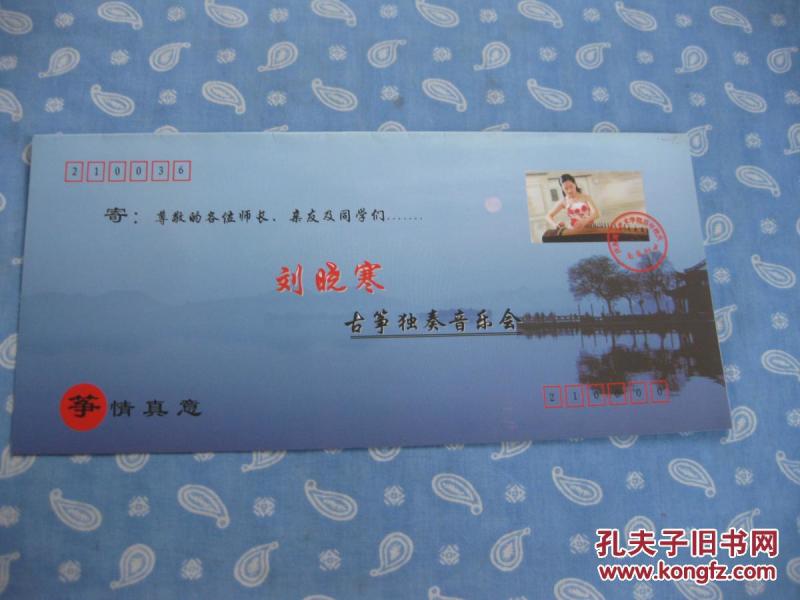 210036
寄：尊敬的各位师长、亲友及同学们.......
刘晓寒
古筝独奏音乐会
筝情真意
210000
孔夫子旧书网
www.kongfz.com